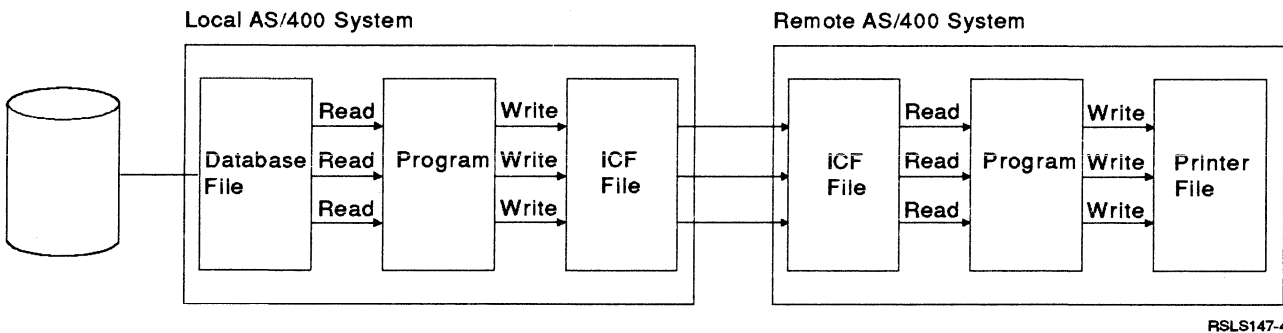 Local AS/400 System
Remote AS/400 System
Read
Write
Read
Write
Database
File
Read
Program
Write
ICF
File
ICF
File
Read
Program
Write
Printer
File
Read
Write
Read
Write
RSLS147-4